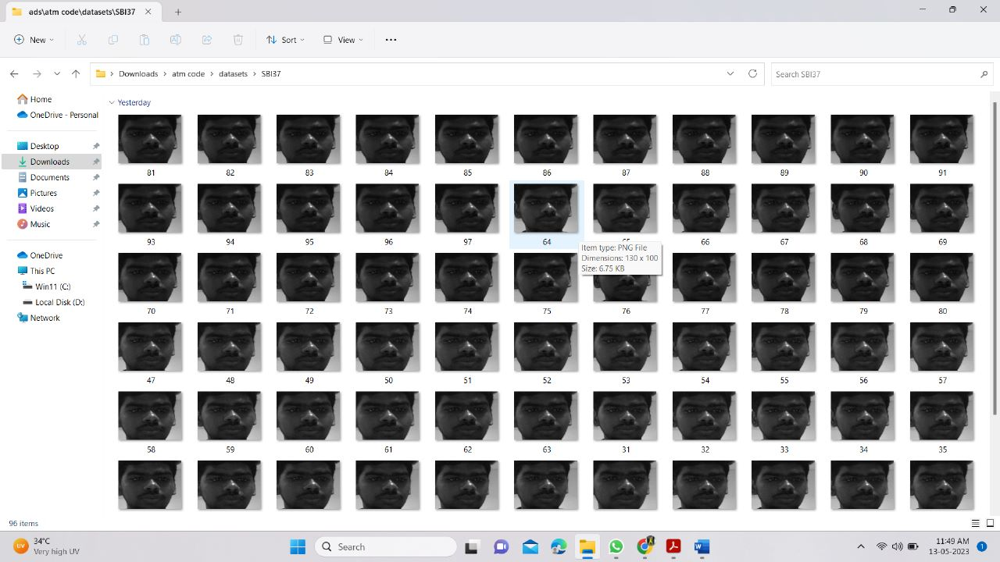 ads\atm code\datasets\SBI37
New
Sort
View
Downloads
atm code
datasets
SBI37
Search SBI37
Home
OneDrive - Personal
Desktop
Downloads
Documents
Pictures
Videos
Music
OneDrive
This PC
Win11 (C:)
Local Disk (D:)
Network
Yesterday
81 82 83 84 85 86 87 88 89 90 91
93 94 95 96 97 64 65 66 67 68 69
Item type: PNG File
Dimensions: 130 x 100
Size: 6.75 KB
70 71 72 73 74 75 76 77 78 79 80
47 48 49 50 51 52 53 54 55 56 57
58 59 60 61 62 63 31 32 33 34 35
96 items
UV
34°C
Very high UV
Search
11:49 AM
13-05-2023
1